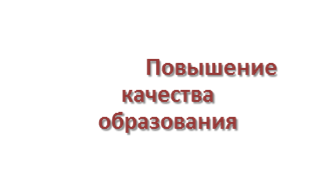 Повышение
качества
образования